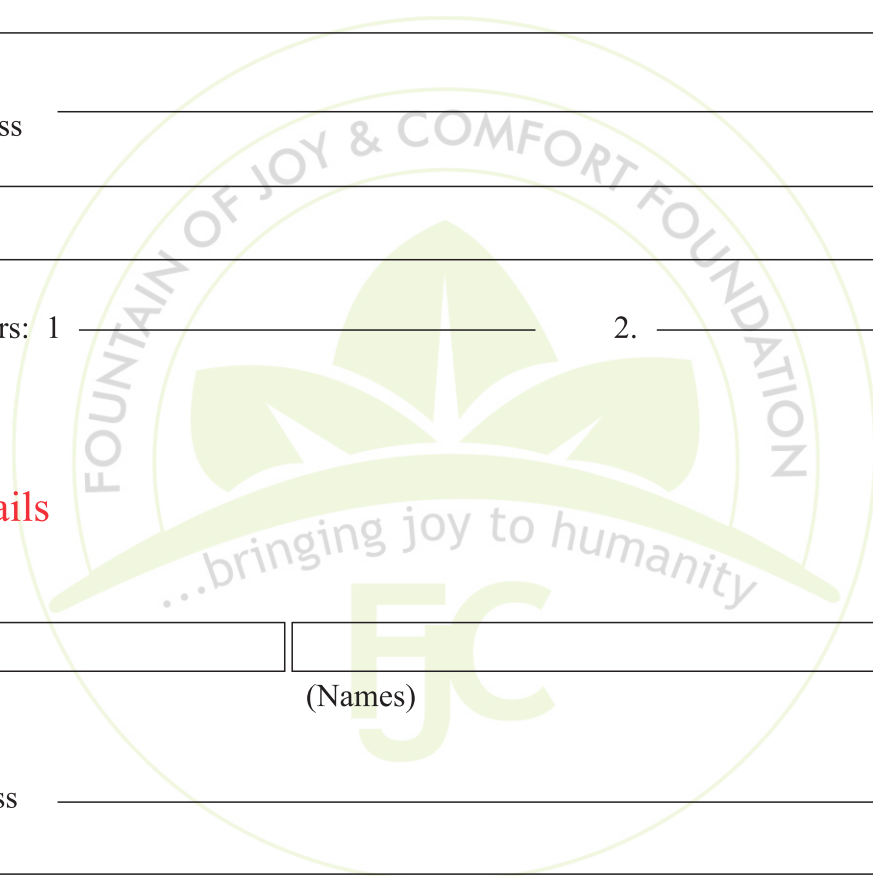 ss
FOUNTAIN OF JOY & COMFORT FOUNDATION
rs: 1 2.
ails
...bringing joy to humanity
FJC
(Names)
ss